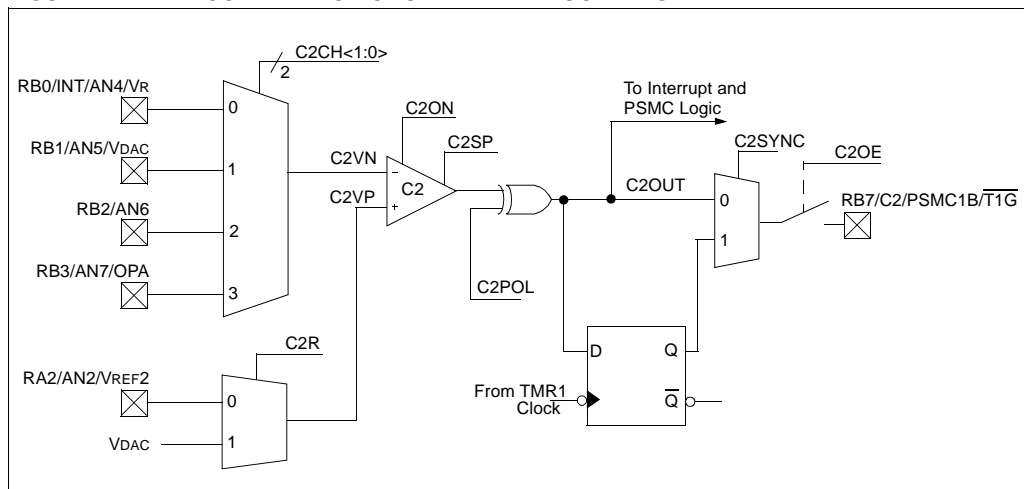 C2CH<1:0>
2
RB0/INT/AN4/VR
0
RB1/AN5/VDAC
1
RB2/AN6
2
RB3/AN7/OPA
3
C2ON
C2SP
C2VN
C2VP
C2
−
+
To Interrupt and
PSMC Logic
C2SYNC
C2OE
C2OUT
0
1
RB7/C2/PSMC1B/T1G
C2POL
C2R
RA2/AN2/VREF2
0
VDAC
1
D
Q
From TMR1
Clock
Q